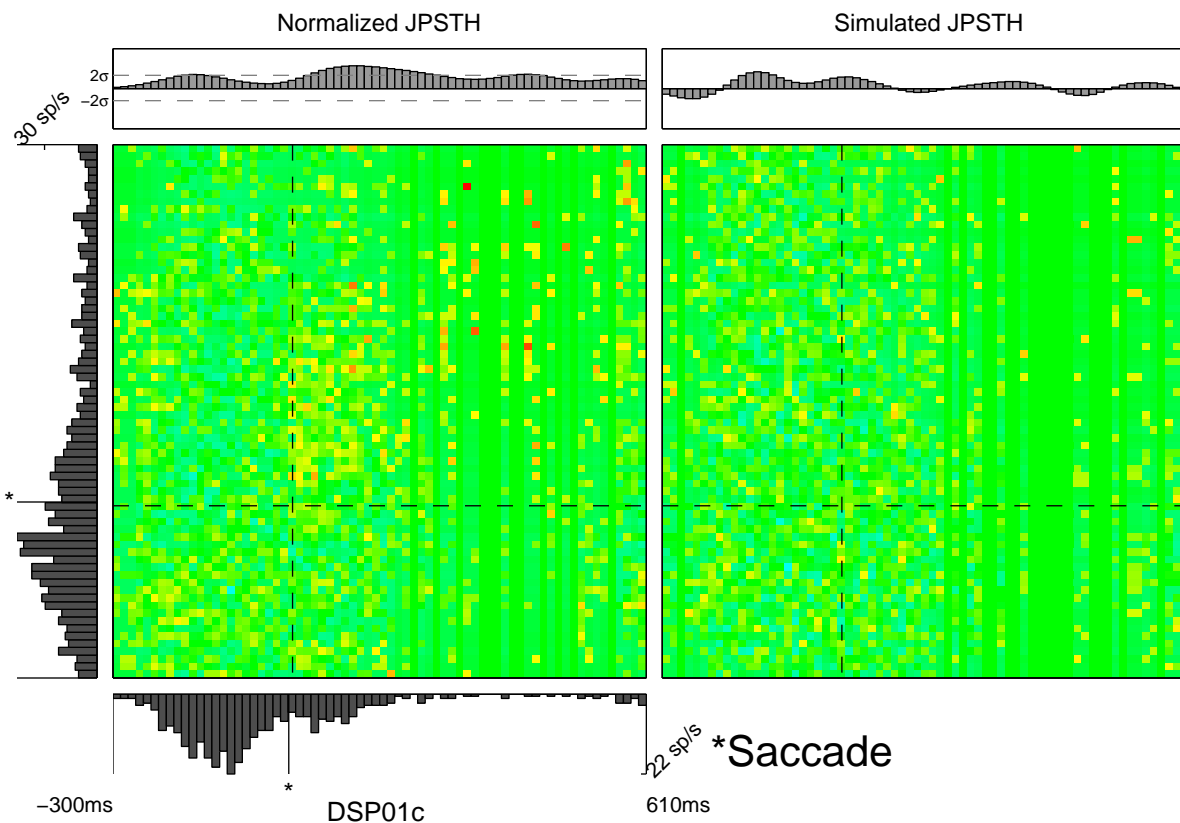 Normalized JPSTH
Simulated JPSTH
2σ
−2σ
30 sp/s
*
*
22 sp/s
*Saccade
−300ms
DSP01c
610ms